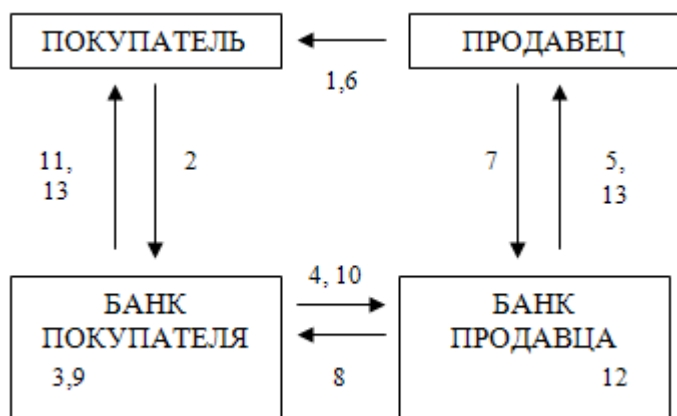 ПОКУПАТЕЛЬ
ПРОДАВЕЦ
1,6
11,
13
2
7
5,
13
4, 10
БАНК
ПОКУПАТЕЛЯ
3,9
8
БАНК
ПРОДАВЦА
12